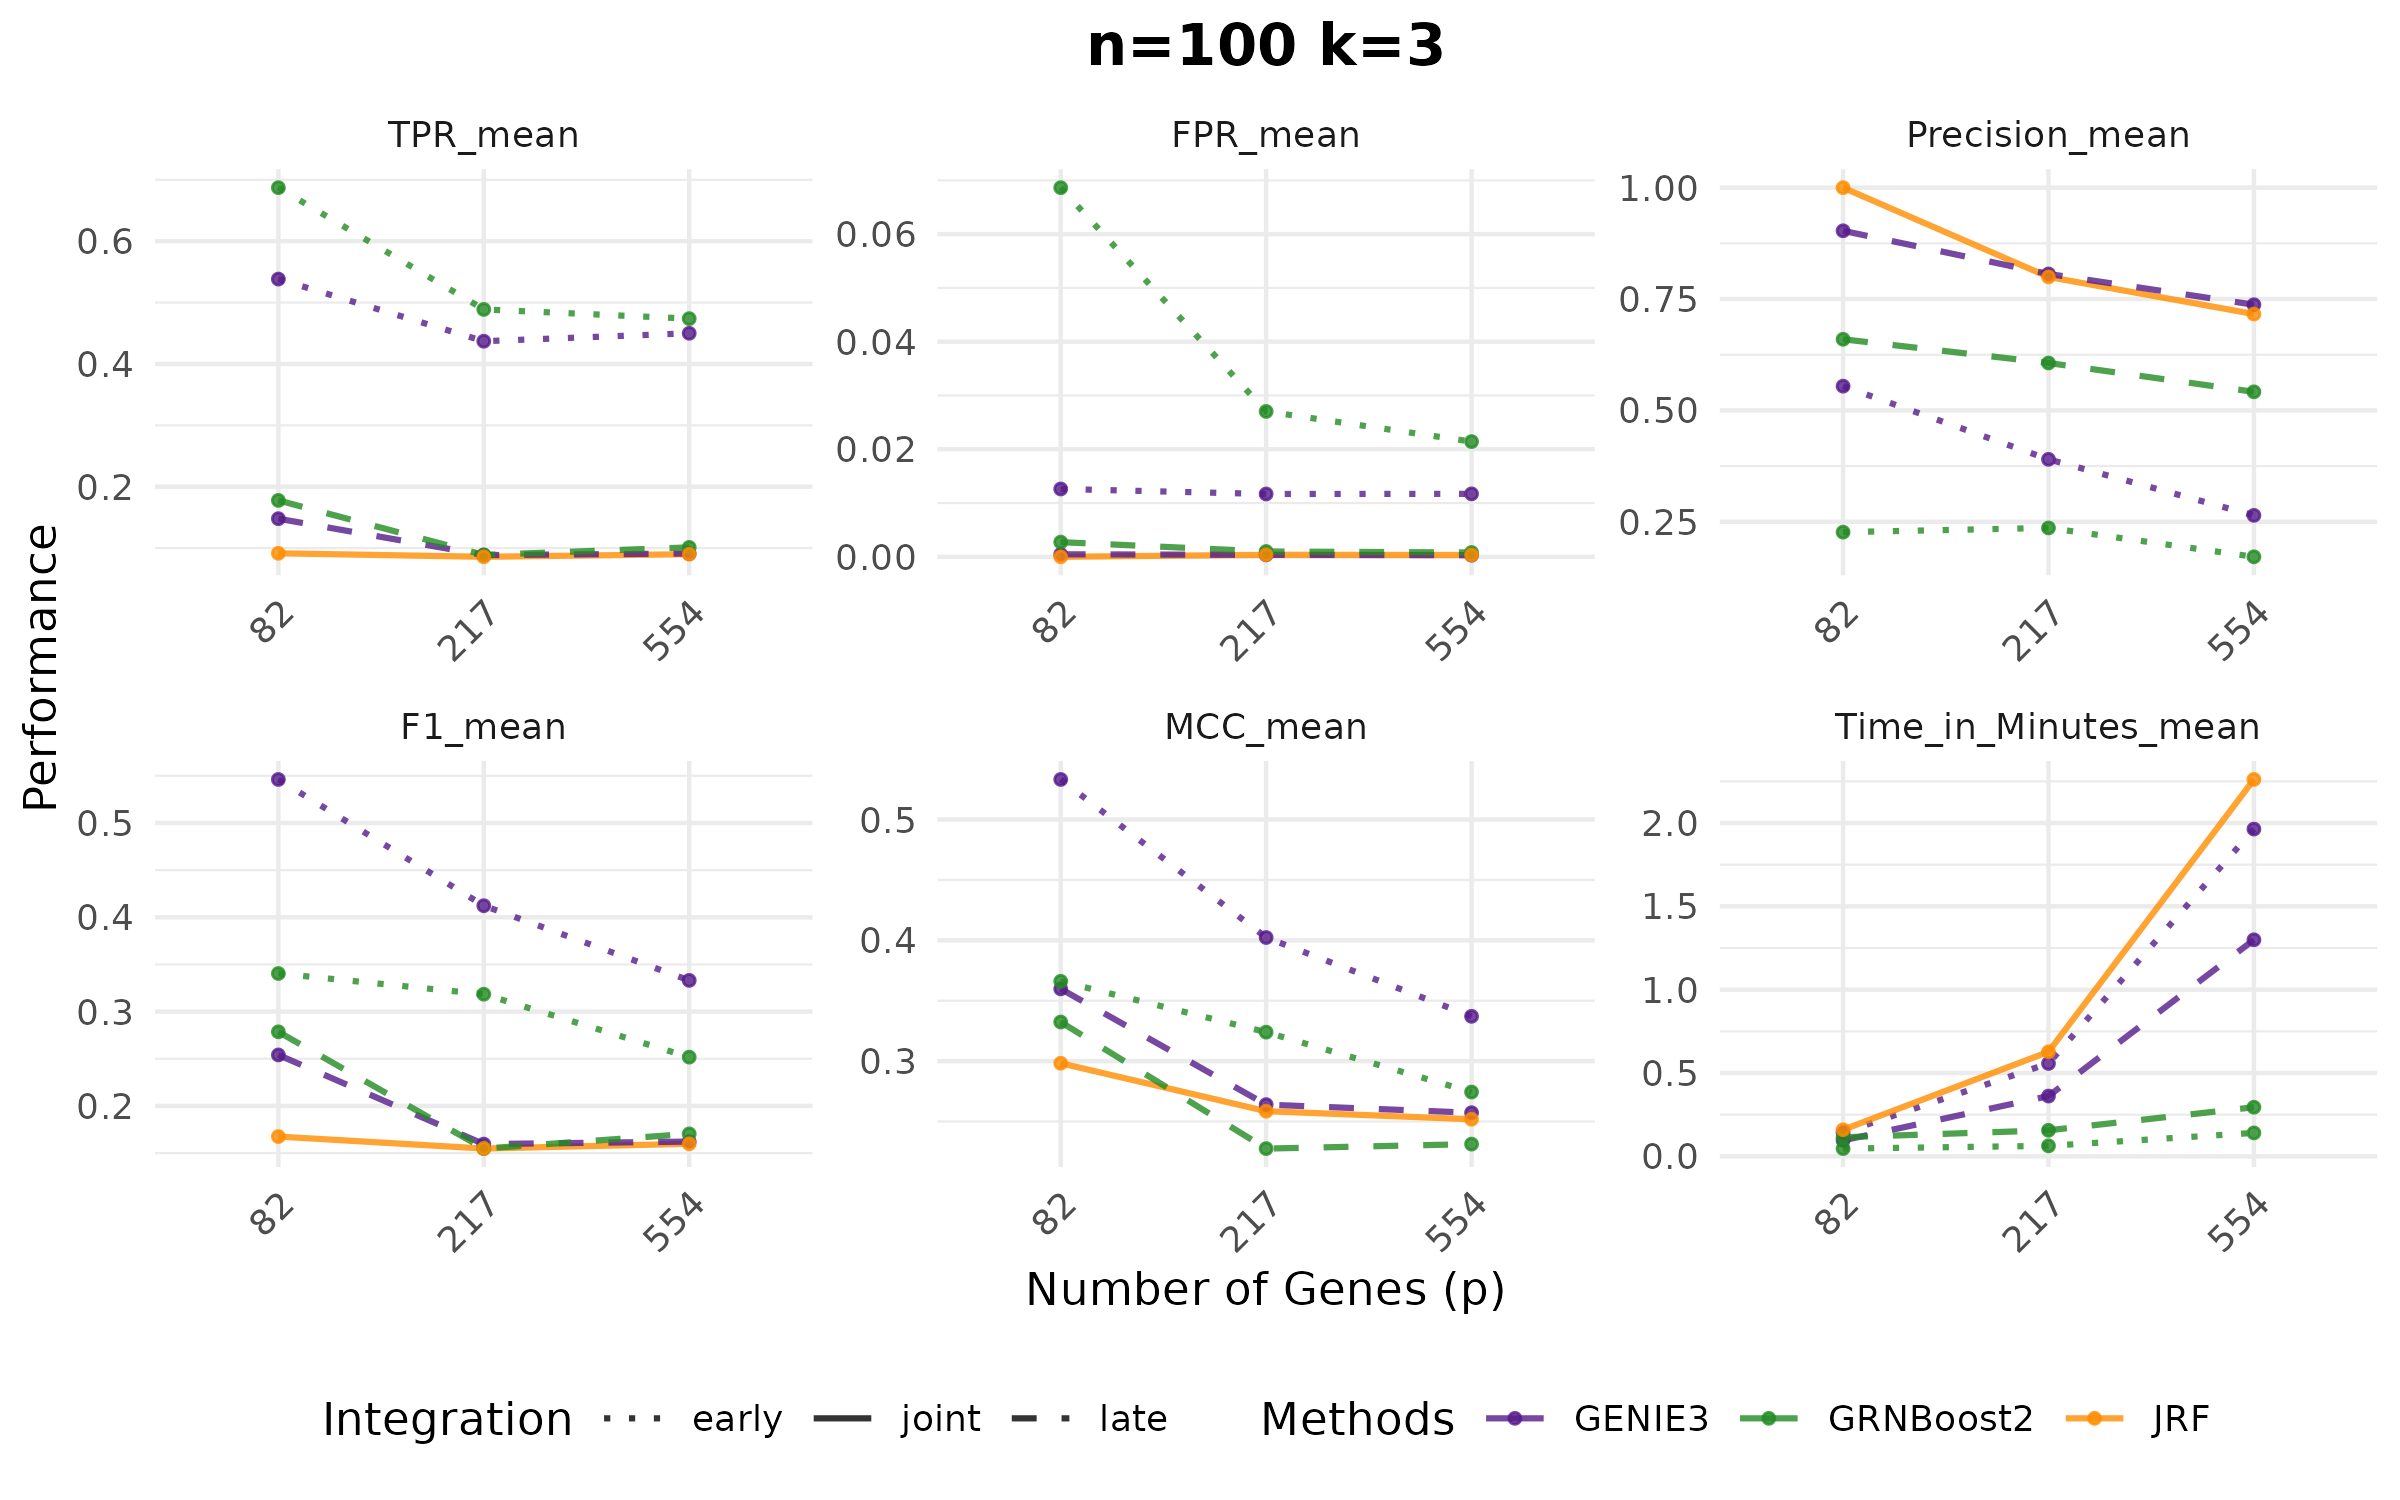 n=100 k=3
TPR_mean
FPR_mean
Precision_mean
0.6
0.4
0.2
0.06
0.04
0.02
0.00
1.00
0.75
0.50
0.25
82 217 554
82 217 554
82 217 554
Performance
F1_mean
MCC_mean
Time_in_Minutes_mean
0.5
0.4
0.3
0.2
0.5
0.4
0.3
2.0
1.5
1.0
0.5
0.0
82 217 554
82 217 554
82 217 554
Number of Genes (p)
Integration early joint late Methods GENIE3 GRNBoost2 JRF